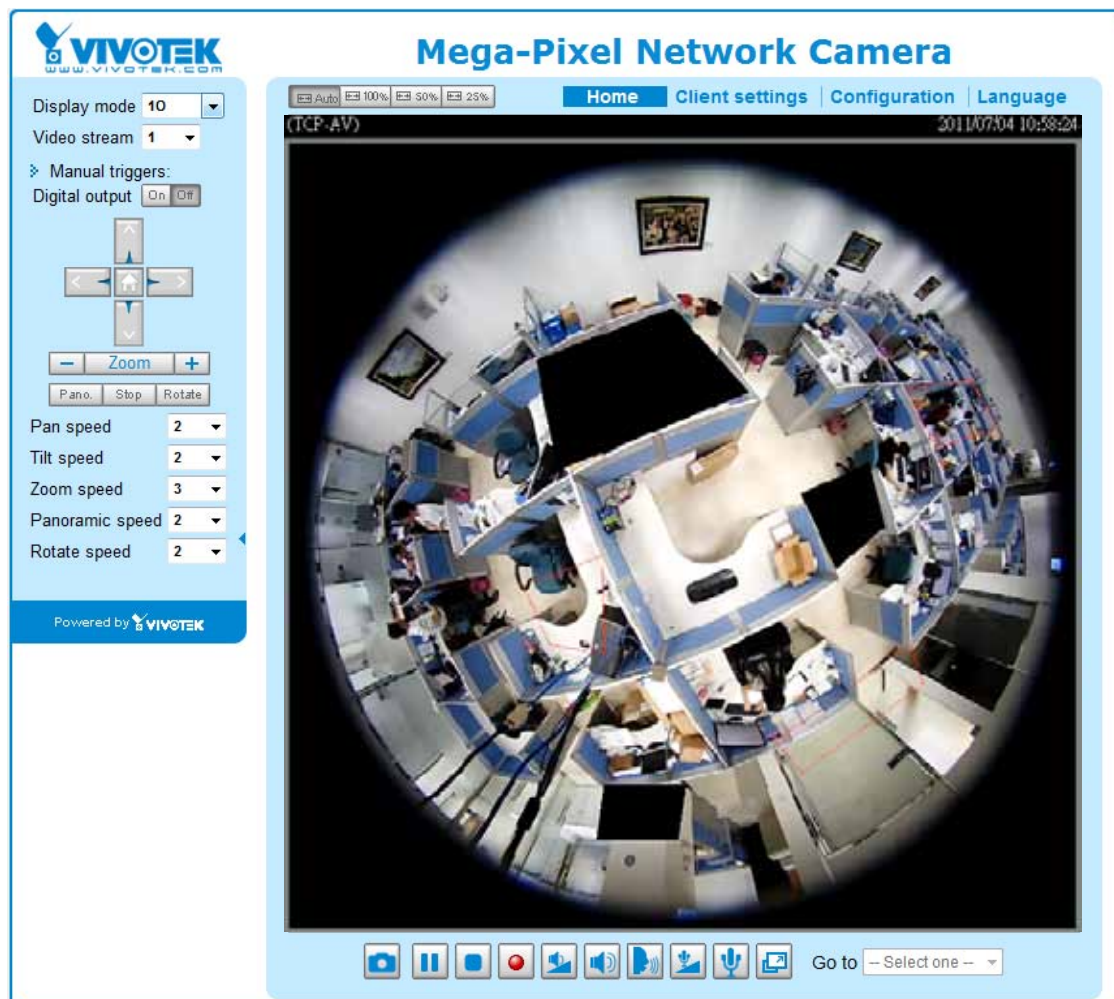 VIVOTEK
www.vivotek.com
Mega-Pixel Network Camera
Display mode 10
Video stream 1
Manual triggers:
Digital output On Off
Zoom
Pano. Stop Rotate
Pan speed 2
Tilt speed 2
Zoom speed 3
Panoramic speed 2
Rotate speed 2
Powered by VIVOTEK
Auto 100% 50% 25%
Home Client settings Configuration Language
(TCP-AV) 2011/07/04 10:58:24
Go to -- Select one --